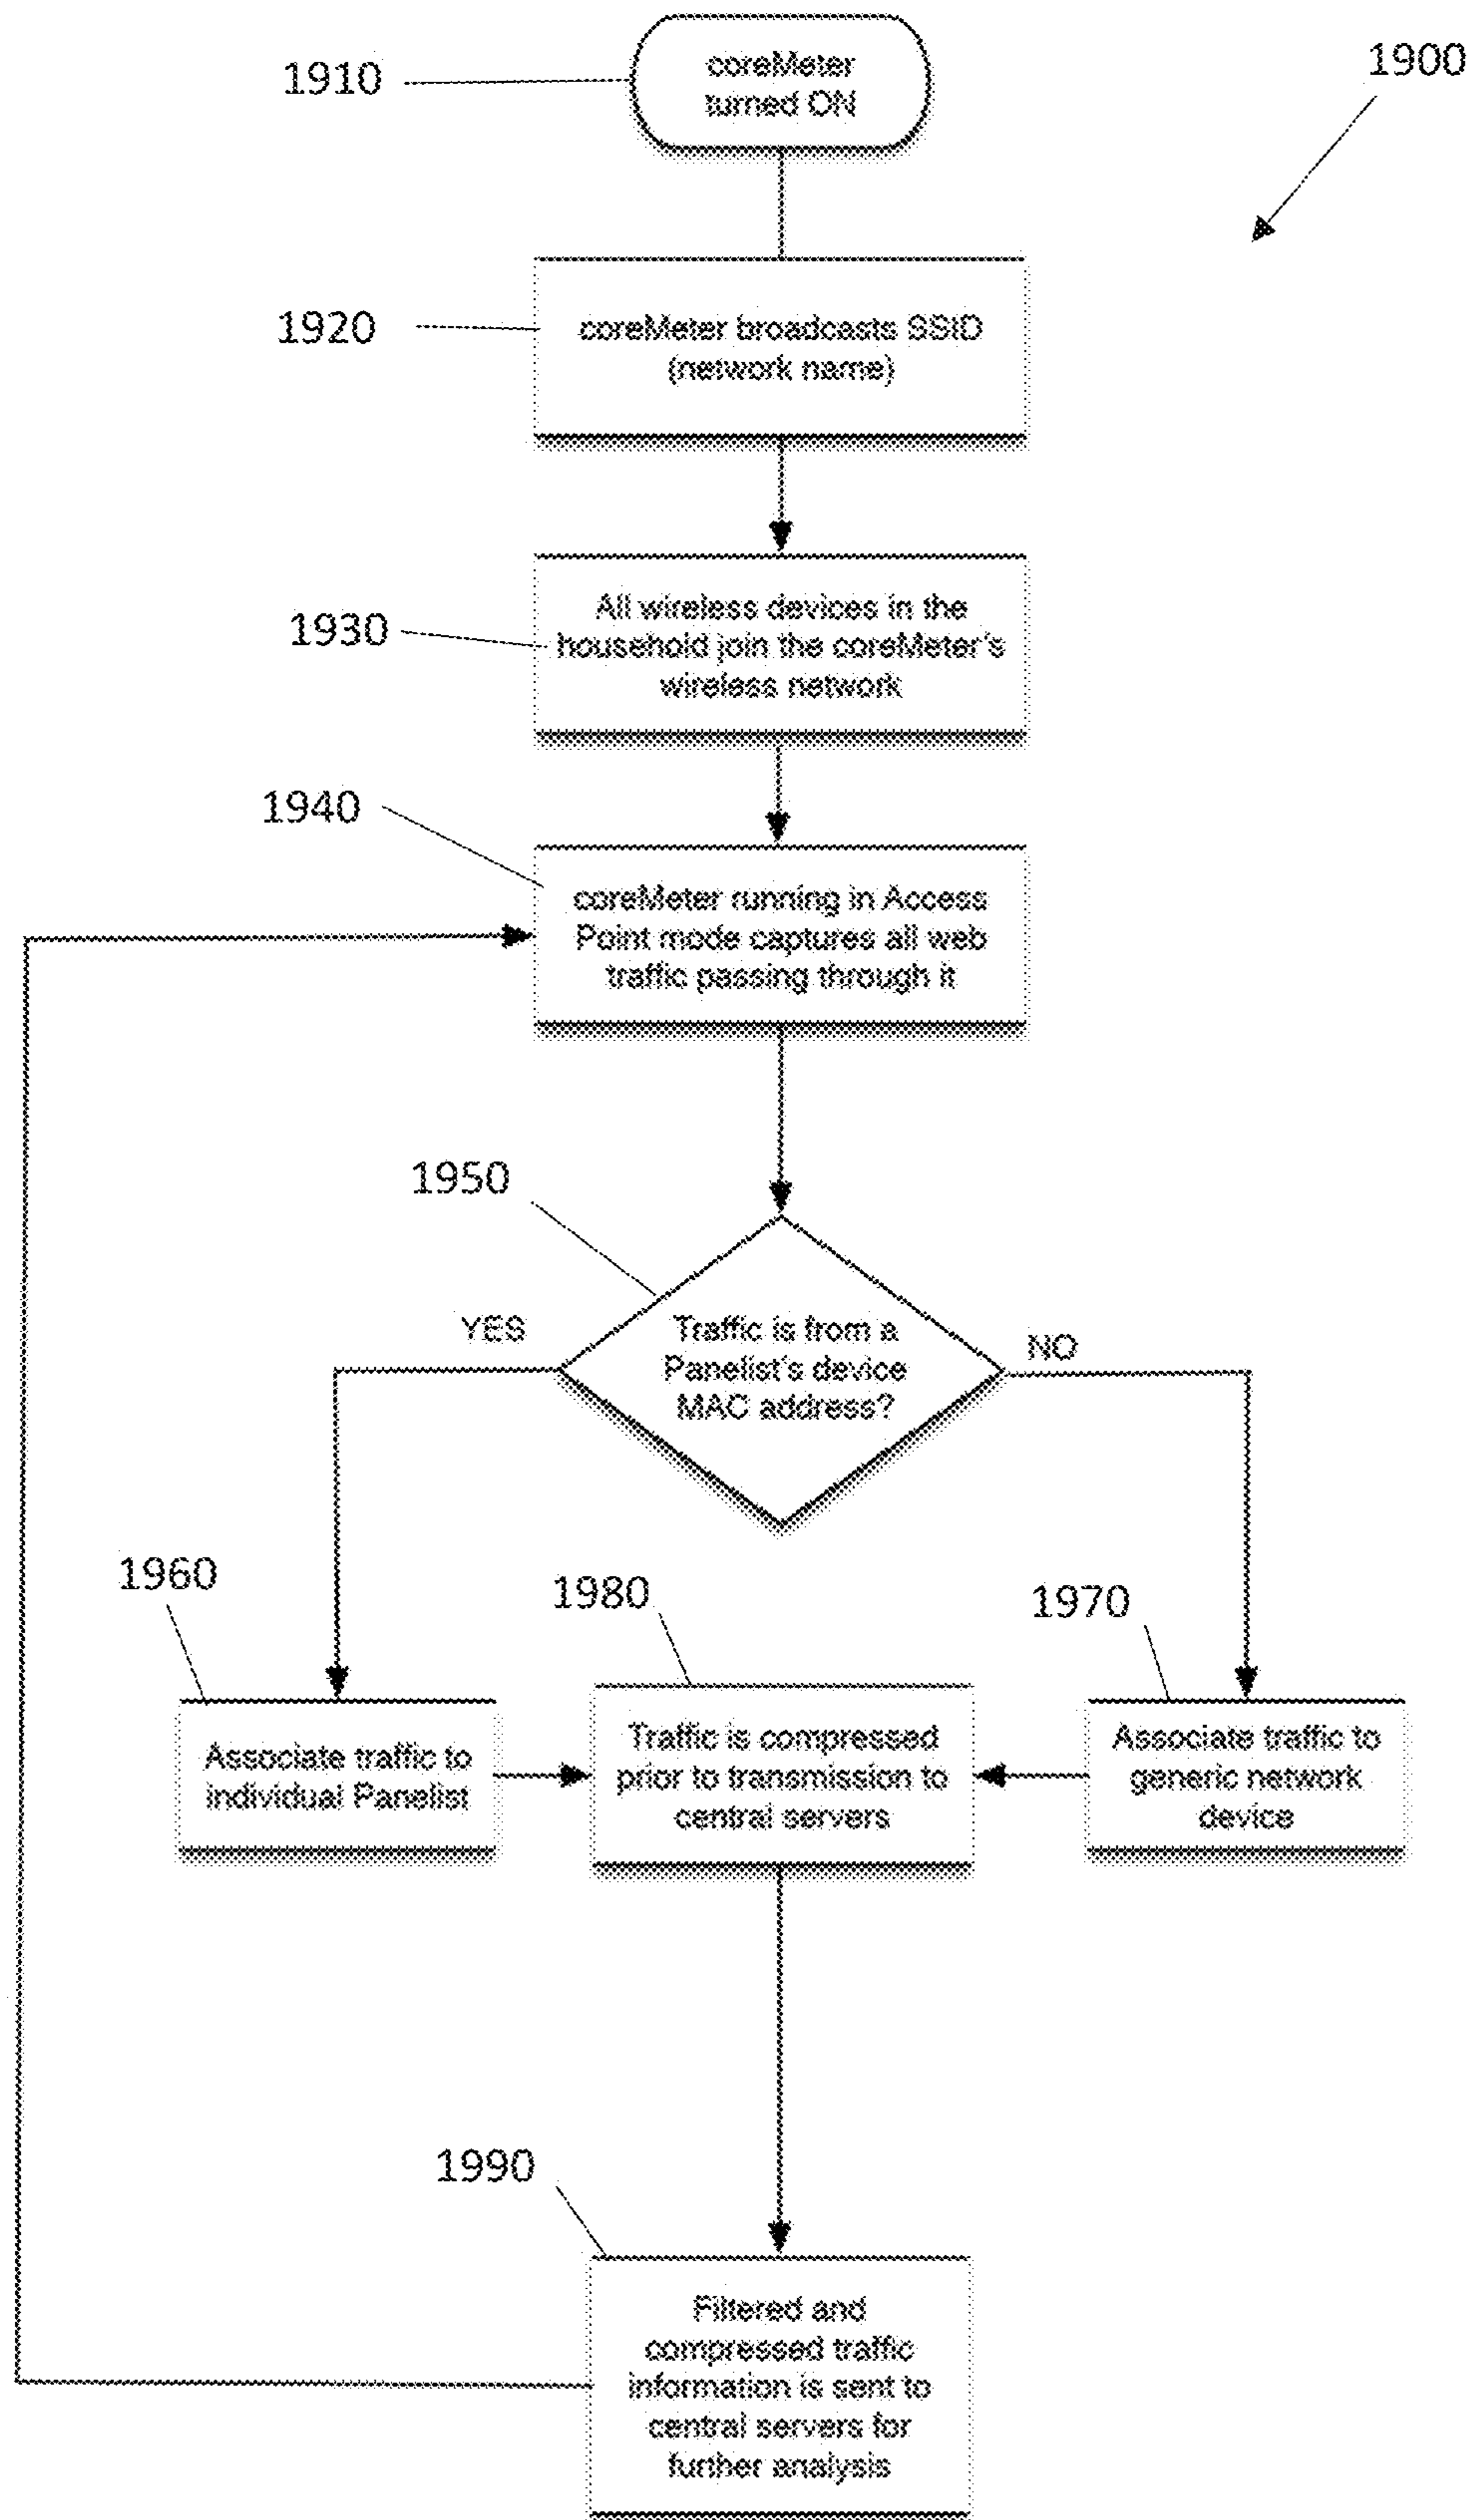 1910
coreMeter
turned ON
1900
1920
coreMeter broadcasts SSID
(network name)
1930
All wireless devices in the
household join the coreMeter's
wireless network
1940
coreMeter running in Access
Point mode captures all web
traffic passing through it
1950
YES
Traffic is from a
Panelist's device
MAC address?
NO
1960
1980
1970
Associate traffic to
individual Panelist
Traffic is compressed
prior to transmission to
central servers
Associate traffic to
generic network
device
1990
Filtered and
compressed traffic
information is sent to
central servers for
further analysis